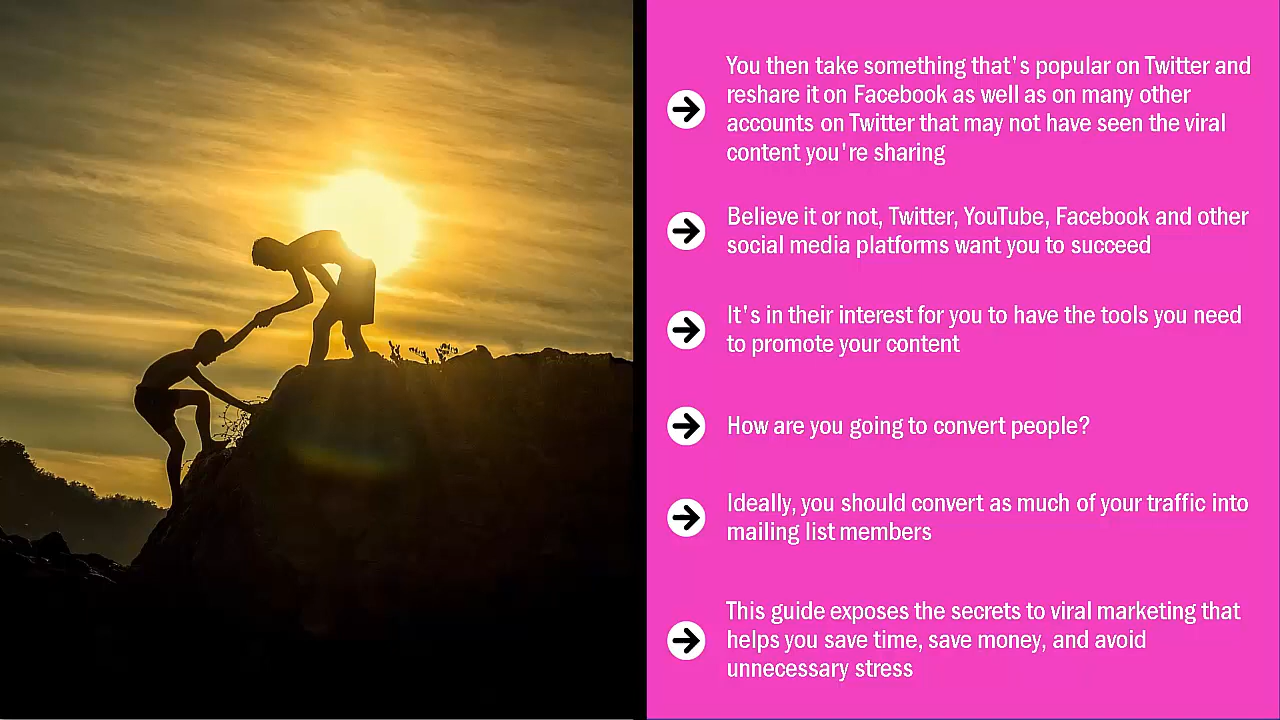 You then take something that's popular on Twitter and
reshare it on Facebook as well as on many other
accounts on Twitter that may not have seen the viral
content you're sharing
Believe it or not, Twitter, YouTube, Facebook and other
social media platforms want you to succeed
It's in their interest for you to have the tools you need
to promote your content
How are you going to convert people?
Ideally, you should convert as much of your traffic into
mailing list members
This guide exposes the secrets to viral marketing that
helps you save time, save money, and avoid
unnecessary stress